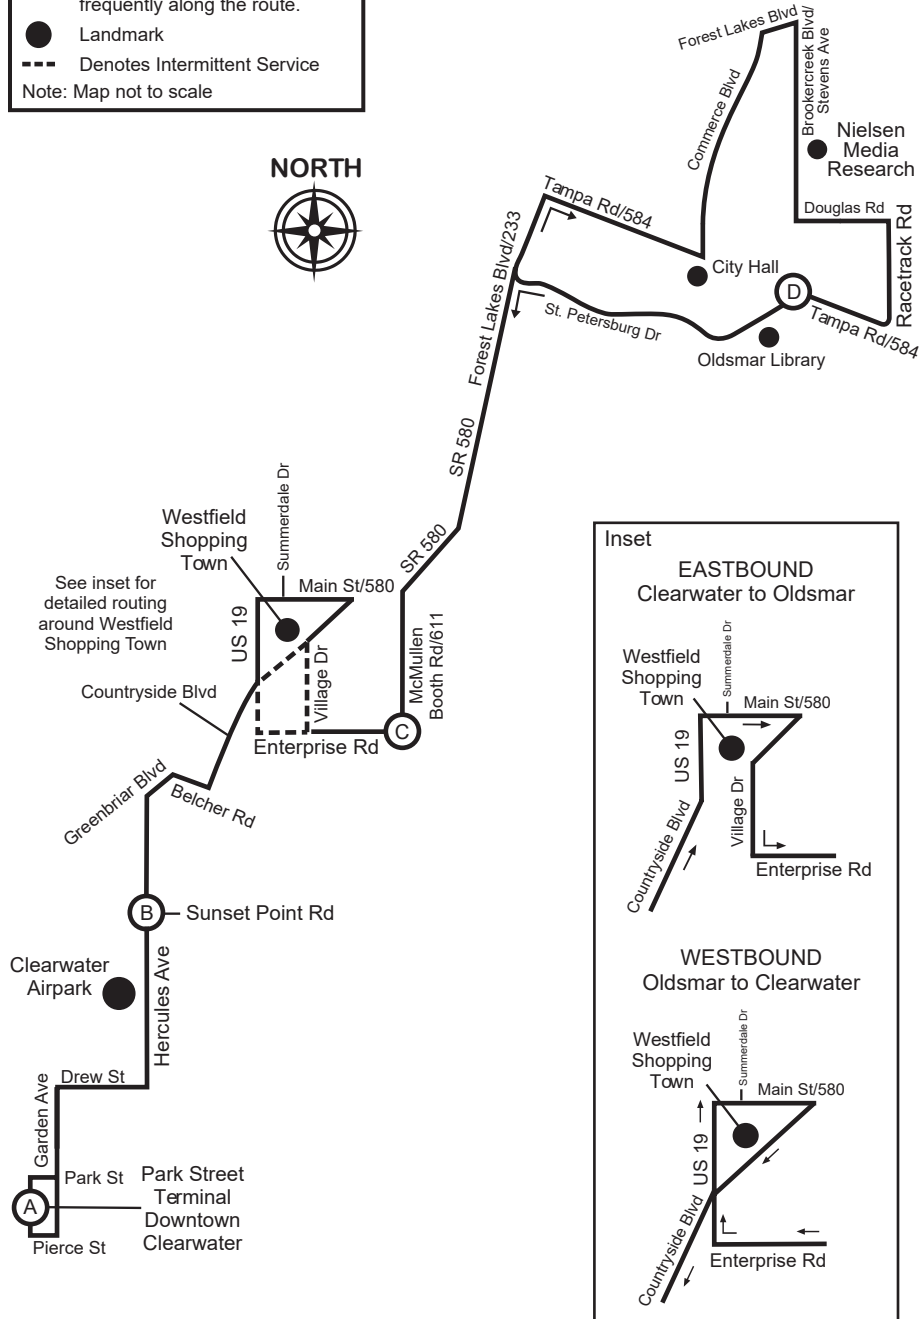 frequently along the route.
Landmark
Denotes Intermittent Service
Note: Map not to scale
NORTH
Forest Lakes Blvd
Brookercreek Blvd/
Stevens Ave
Commerce Blvd
Nielsen
Media
Research
Douglas Rd
Racetrack Rd
Tampa Rd/584
City Hall
D
Tampa Rd/584
Forest Lakes Blvd/233
St. Petersburg Dr
Oldsmar Library
SR 580
SR 580
Summerdale Dr
Westfield
Shopping
Town
Main St/580
See inset for
detailed routing
around Westfield
Shopping Town
US 19
Village Dr
McMullen
Booth Rd/611
Countryside Blvd
C
Enterprise Rd
Greenbriar Blvd
Belcher Rd
B
Sunset Point Rd
Clearwater
Airpark
Hercules Ave
Drew St
Garden Ave
Park St
A
Park Street
Terminal
Downtown
Clearwater
Pierce St
Inset
EASTBOUND
Clearwater to Oldsmar
Summerdale Dr
Westfield
Shopping
Town
Main St/580
US 19
Village Dr
Countryside Blvd
Enterprise Rd
WESTBOUND
Oldsmar to Clearwater
Summerdale Dr
Westfield
Shopping
Town
Main St/580
US 19
Countryside Blvd
Enterprise Rd